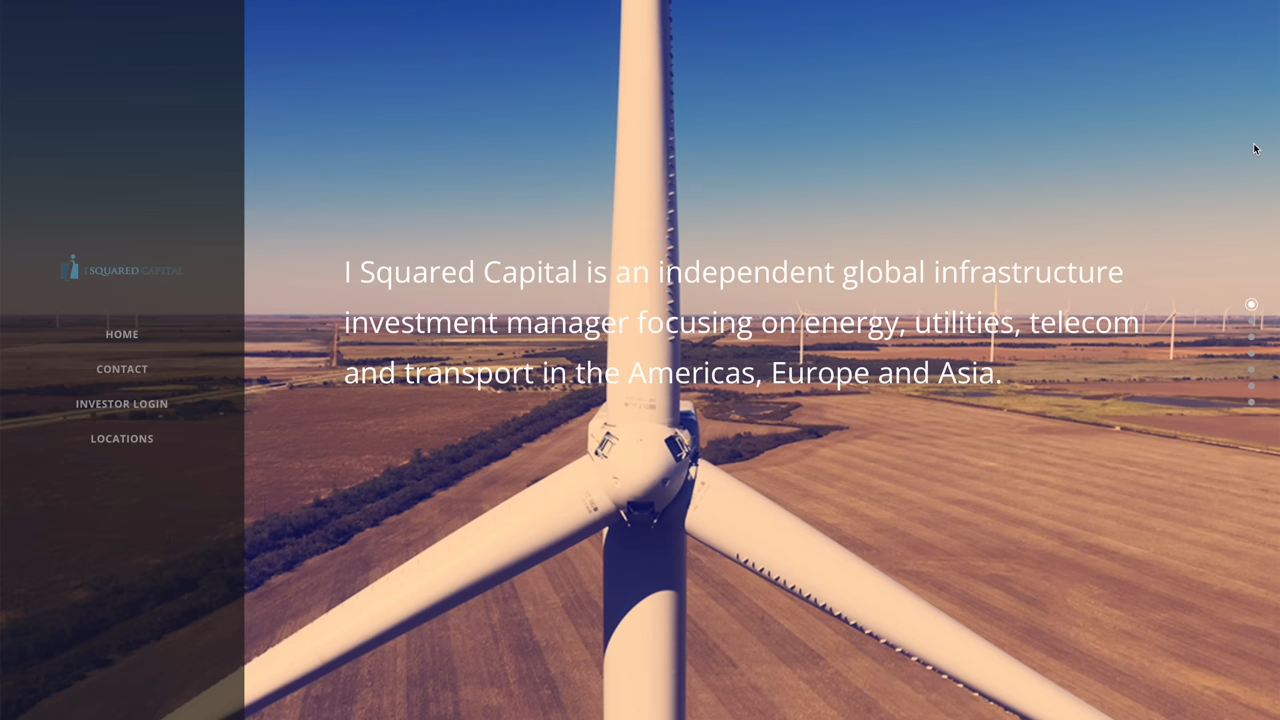 I SQUARED CAPITAL
HOME
CONTACT
INVESTOR LOGIN
LOCATIONS
I Squared Capital is an independent global infrastructure
investment manager focusing on energy, utilities, telecom
and transport in the Americas, Europe and Asia.